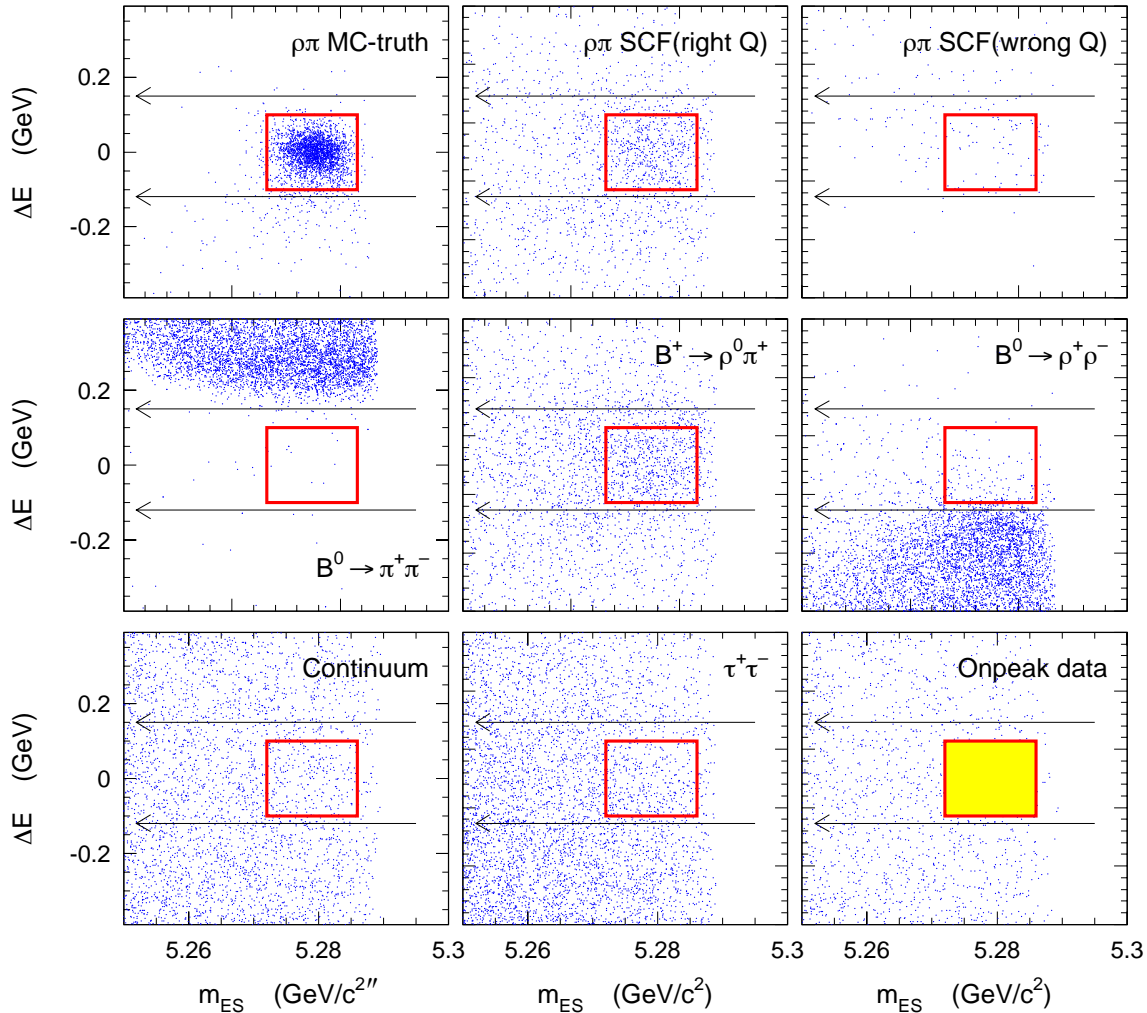 ρπ MC-truth
ρπ SCF(right Q)
ρπ SCF(wrong Q)
0.2
0
-0.2
ΔE (GeV)
B⁰ → π⁺π⁻
B⁺ → ρ⁰π⁺
B⁰ → ρ⁺ρ⁻
0.2
0
-0.2
ΔE (GeV)
Continuum
τ⁺τ⁻
Onpeak data
0.2
0
-0.2
ΔE (GeV)
5.26 5.28 5.3
5.26 5.28 5.3
5.26 5.28 5.3
m_ES (GeV/c²″)
m_ES (GeV/c²)
m_ES (GeV/c²)